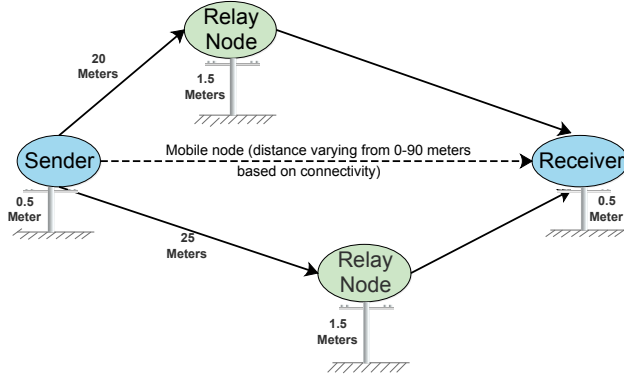 Relay
Node
20
Meters
1.5
Meters
Sender
Mobile node (distance varying from 0-90 meters
based on connectivity)
Receiver
0.5
Meter
0.5
Meter
25
Meters
Relay
Node
1.5
Meters